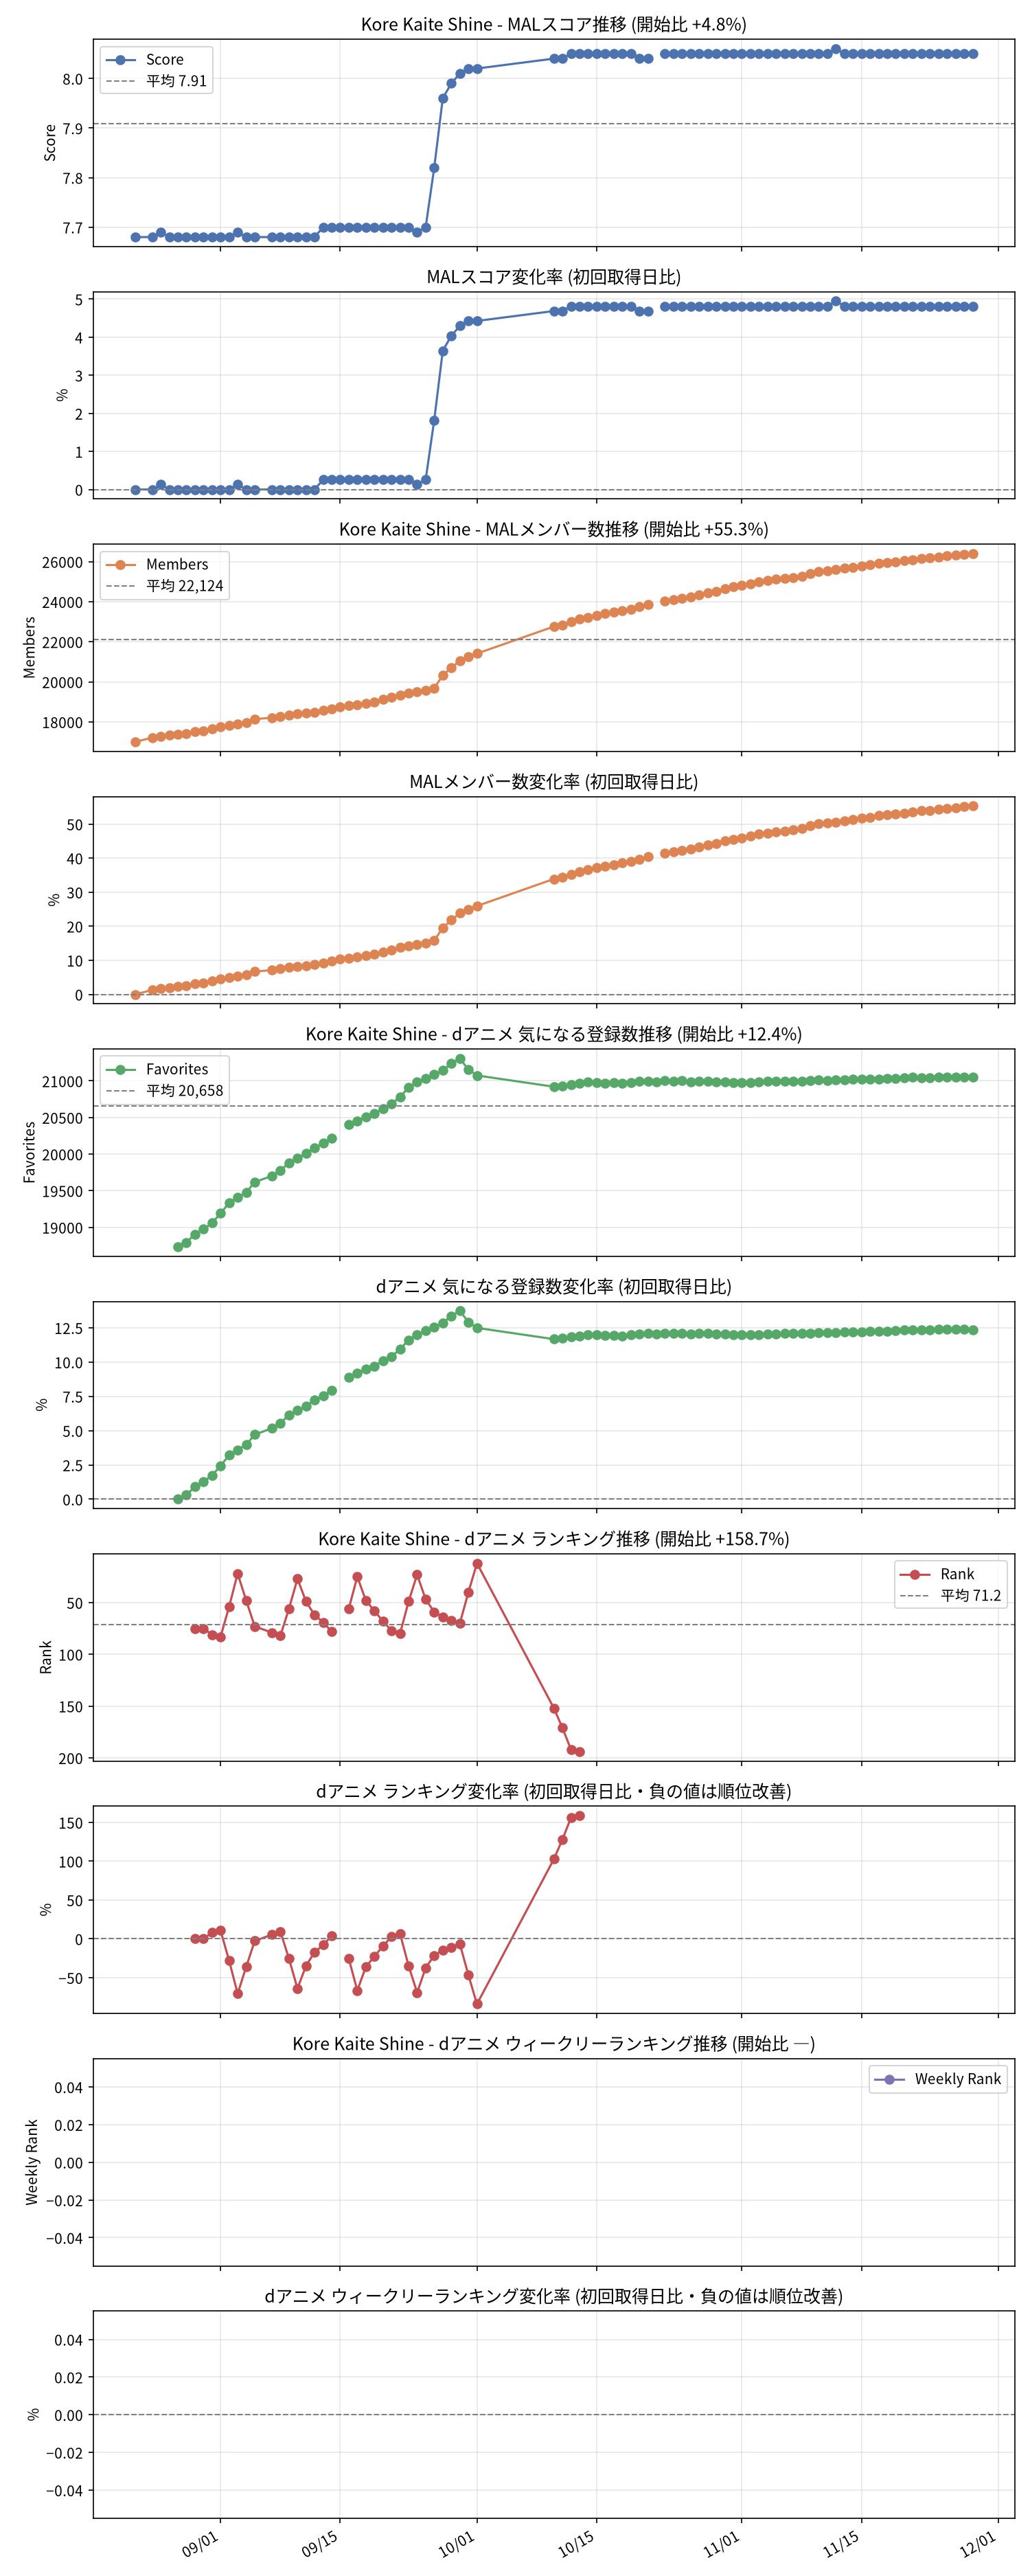 Kore Kaite Shine - MALスコア推移 (開始比 +4.8%)
Score
平均 7.91
Score
8.0
7.9
7.8
7.7
MALスコア変化率 (初回取得日比)
%
5
4
3
2
1
0
Kore Kaite Shine - MALメンバー数推移 (開始比 +55.3%)
Members
平均 22,124
Members
26000
24000
22000
20000
18000
MALメンバー数変化率 (初回取得日比)
%
50
40
30
20
10
0
Kore Kaite Shine - dアニメ 気になる登録数推移 (開始比 +12.4%)
Favorites
平均 20,658
Favorites
21000
20500
20000
19500
19000
dアニメ 気になる登録数変化率 (初回取得日比)
%
12.5
10.0
7.5
5.0
2.5
0.0
Kore Kaite Shine - dアニメ ランキング推移 (開始比 +158.7%)
Rank
平均 71.2
Rank
50
100
150
200
dアニメ ランキング変化率 (初回取得日比・負の値は順位改善)
%
150
100
50
0
−50
Kore Kaite Shine - dアニメ ウィークリーランキング推移 (開始比 —)
Weekly Rank
Weekly Rank
0.04
0.02
0.00
−0.02
−0.04
dアニメ ウィークリーランキング変化率 (初回取得日比・負の値は順位改善)
%
0.04
0.02
0.00
−0.02
−0.04
09/01
09/15
10/01
10/15
11/01
11/15
12/01